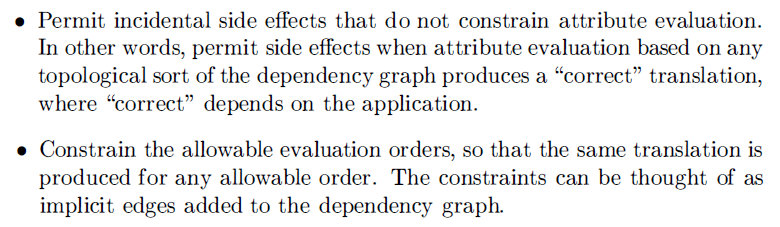 • Permit incidental side effects that do not constrain attribute evaluation.
In other words, permit side effects when attribute evaluation based on any
topological sort of the dependency graph produces a “correct” translation,
where “correct” depends on the application.
• Constrain the allowable evaluation orders, so that the same translation is
produced for any allowable order. The constraints can be thought of as
implicit edges added to the dependency graph.